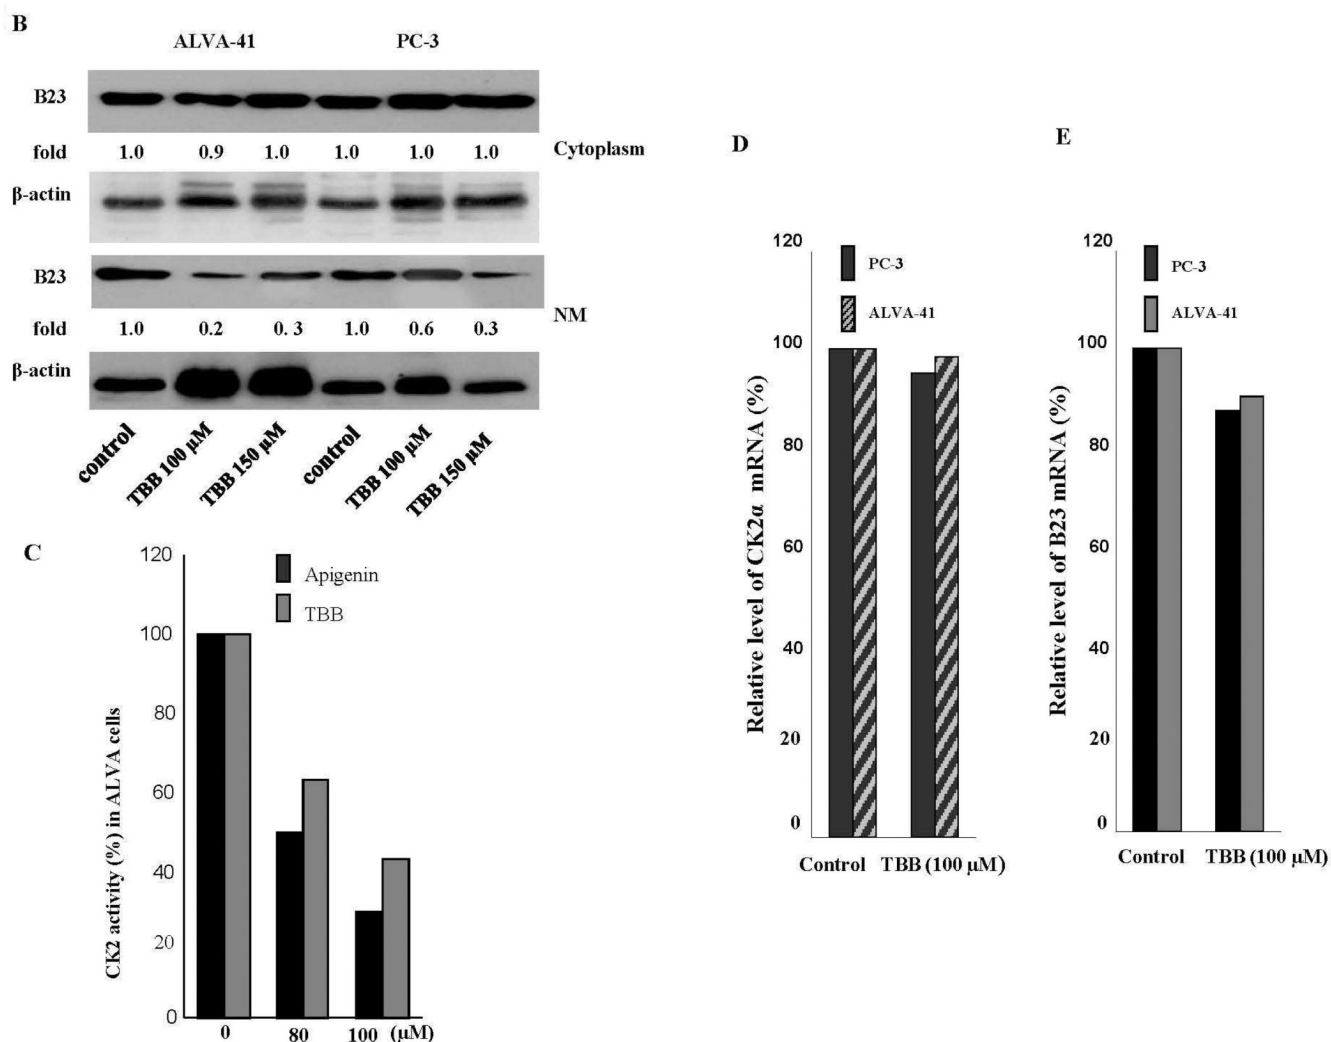 B
ALVA-41 PC-3
B23
fold 1.0 0.9 1.0 1.0 1.0 1.0 Cytoplasm
β-actin
B23
fold 1.0 0.2 0. 3 1.0 0.6 0.3 NM
β-actin
control TBB 100 μM TBB 150 μM control TBB 100 μM TBB 150 μM
C
120
100
80
60
40
20
0
CK2 activity (%) in ALVA cells
Apigenin
TBB
0 80 100 (μM)
D
120
100
80
60
40
20
0
Relative level of CK2α mRNA (%)
PC-3
ALVA-41
Control TBB (100 μM)
E
120
100
80
60
40
20
0
Relative level of B23 mRNA (%)
PC-3
ALVA-41
Control TBB (100 μM)